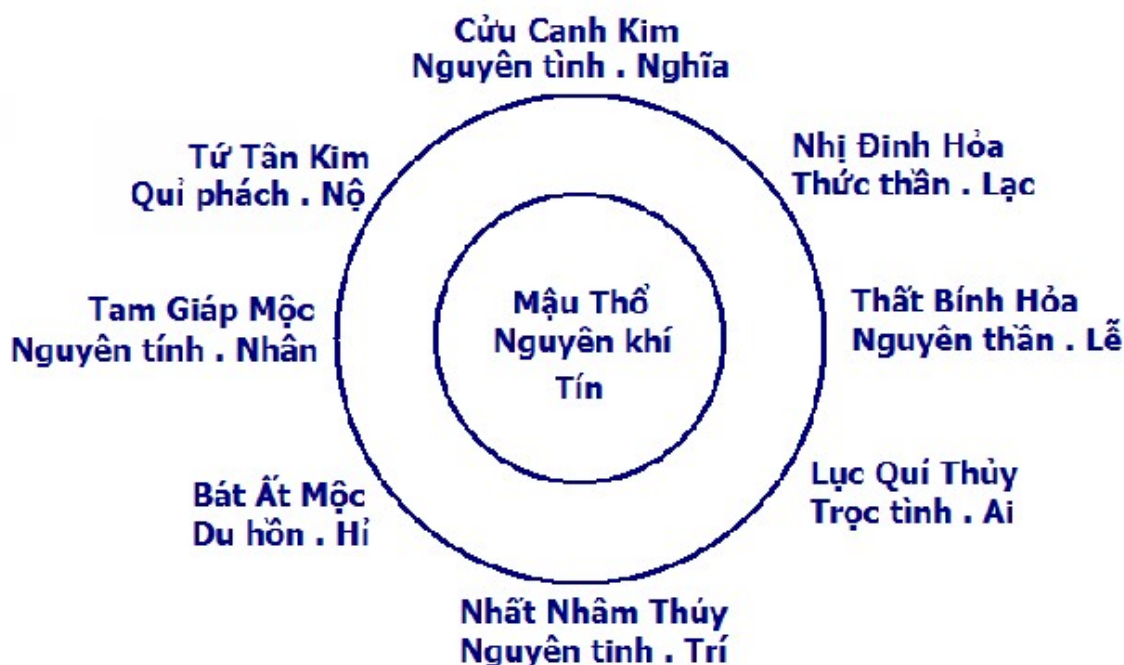 Cửu Canh Kim
Nguyên tình . Nghĩa
Tứ Tân Kim
Quỉ phách . Nộ
Nhị Đinh Hỏa
Thức thần . Lạc
Tam Giáp Mộc
Nguyên tính . Nhân
Mậu Thổ
Nguyên khí
Tín
Thất Bính Hỏa
Nguyên thần . Lễ
Bát Ất Mộc
Du hồn . Hỉ
Lục Quí Thủy
Trọc tình . Ai
Nhất Nhâm Thủy
Nguyên tinh . Trí